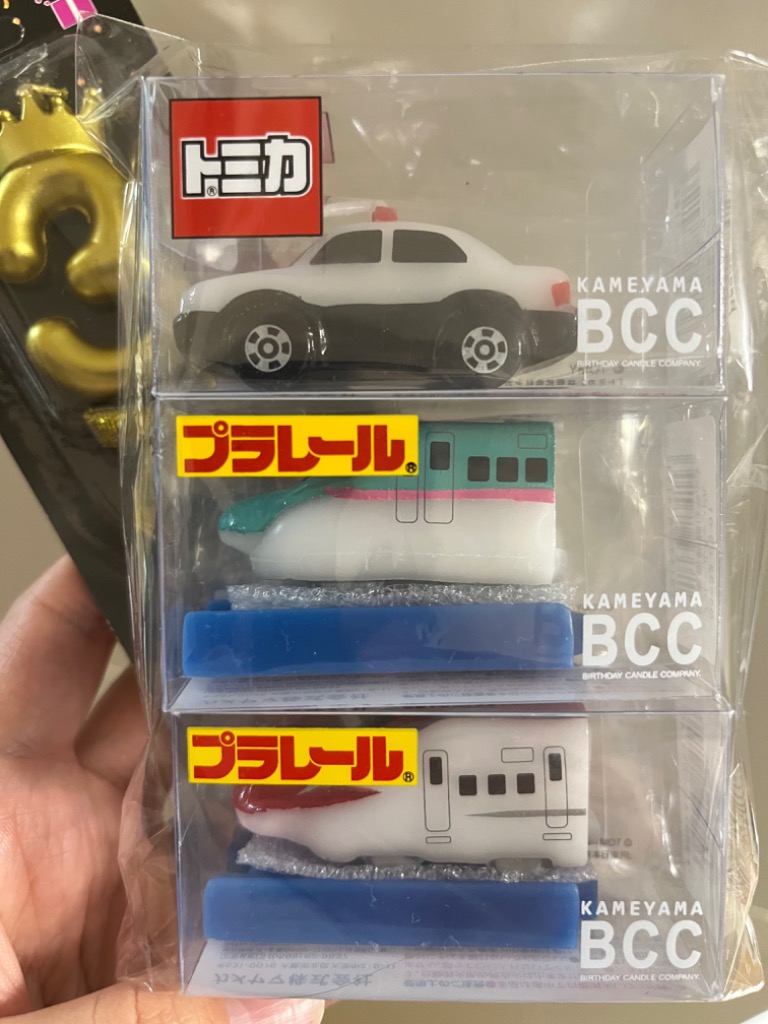 トミカ®
KAMEYAMA
BCC
BIRTHDAY CANDLE COMPANY.
プラレール®
KAMEYAMA
BCC
BIRTHDAY CANDLE COMPANY.
プラレール®
KAMEYAMA
BCC
BIRTHDAY CANDLE COMPANY.